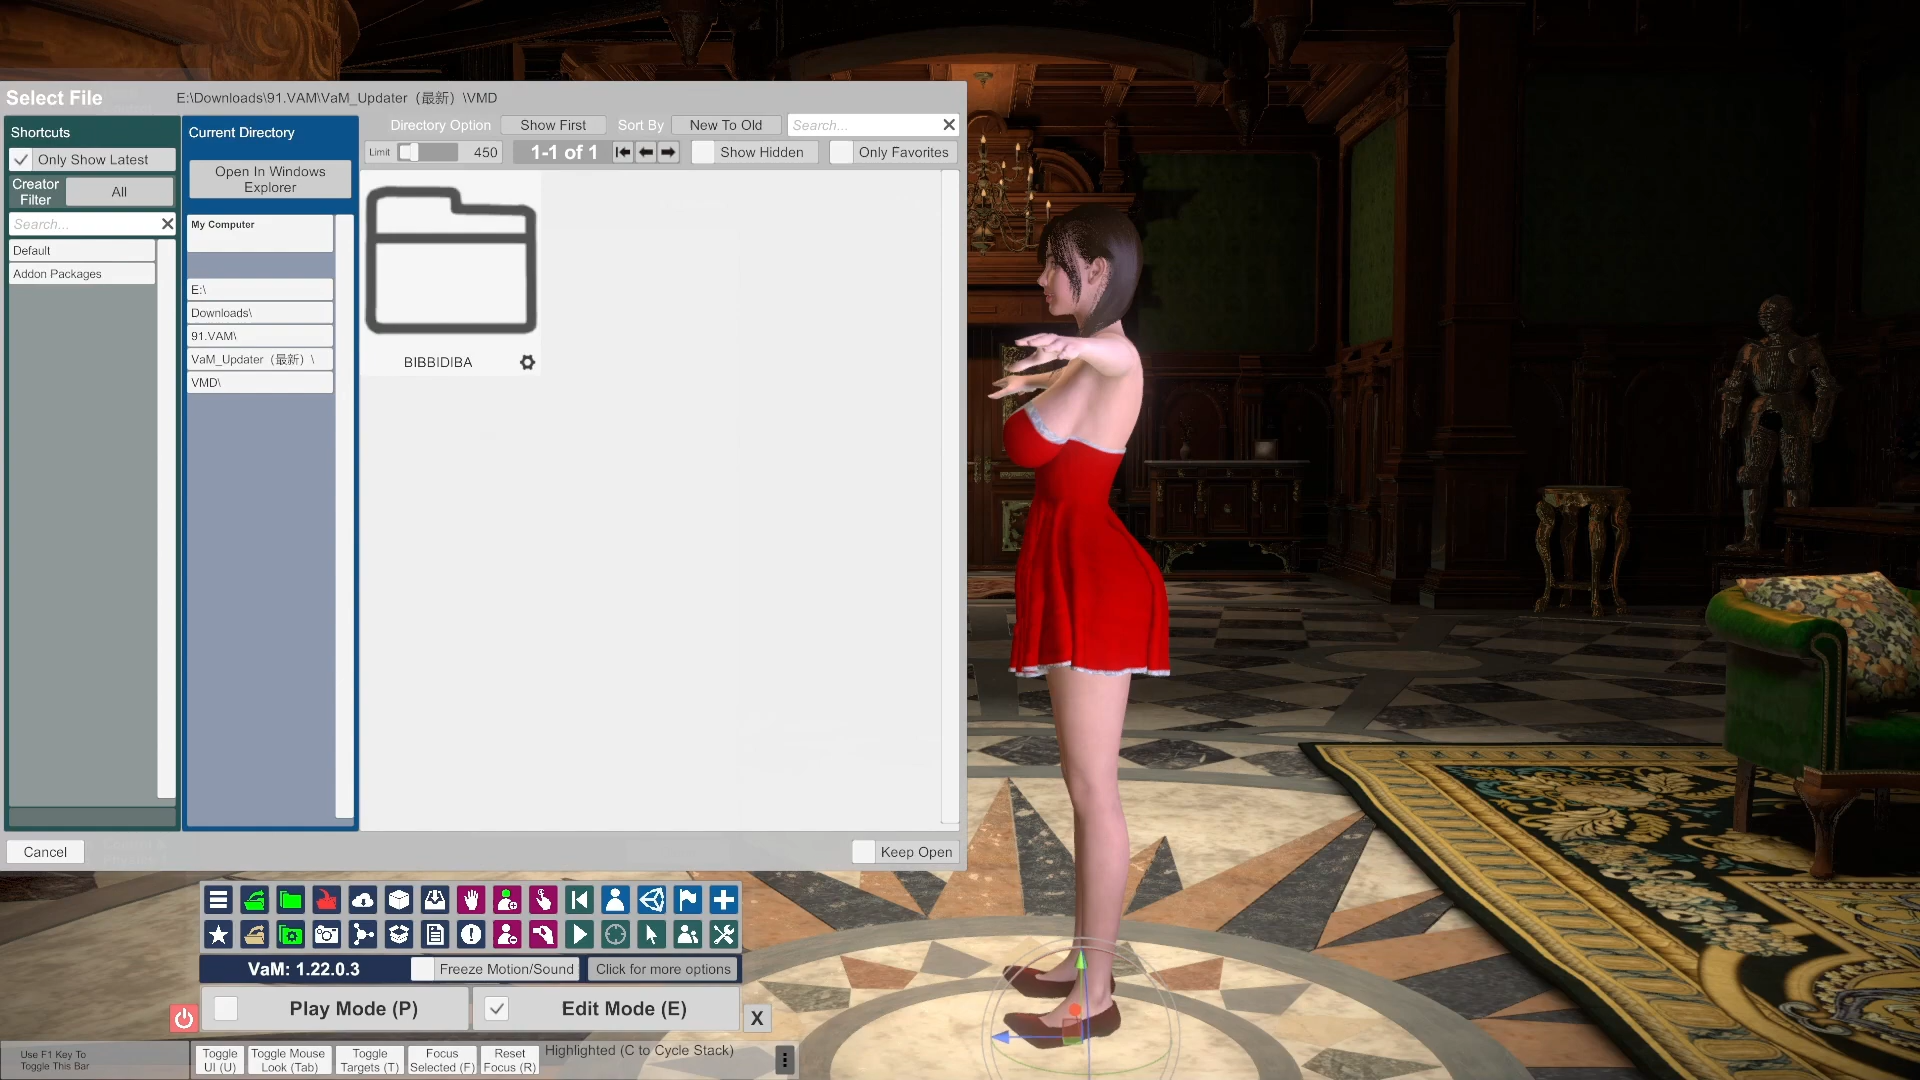 Select File
E:\Downloads\91.VAM\VaM_Updater（最新）\VMD
Shortcuts
Only Show Latest
Creator Filter
All
Search...
Default
Addon Packages
Current Directory
Open In Windows Explorer
My Computer
E:\
Downloads\
91.VAM\
VaM_Updater（最新）\
VMD\
Directory Option
Show First
Sort By
New To Old
Search...
Limit
450
1-1 of 1
Show Hidden
Only Favorites
BIBBIDIBA
Cancel
Keep Open
VaM: 1.22.0.3
Freeze Motion/Sound
Click for more options
Play Mode (P)
Edit Mode (E)
X
Use F1 Key To
Toggle This Bar
Toggle UI (U)
Toggle Mouse Look (Tab)
Toggle Targets (T)
Focus Selected (F)
Reset Focus (R)
Highlighted (C to Cycle Stack)